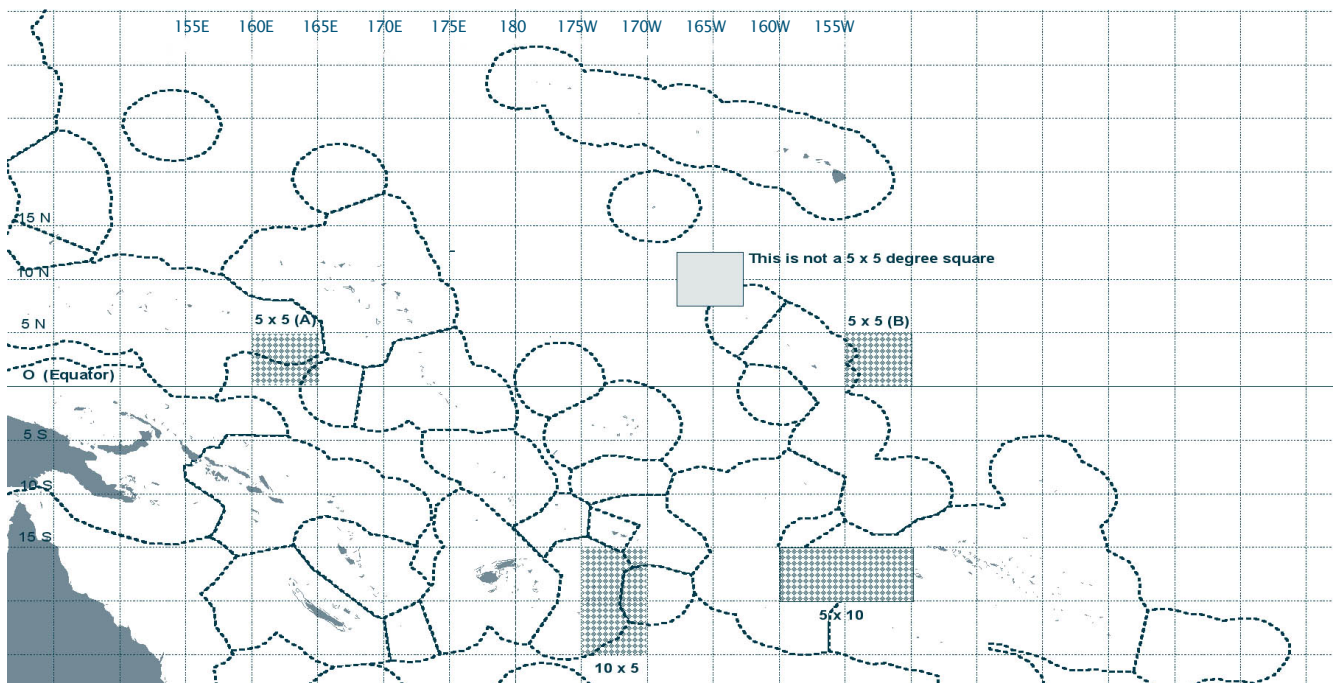 155E 160E 165E 170E 175E 180 175W 170W 165W 160W 155W
15 N
This is not a 5 x 5 degree square
10 N
5 x 5 (A)
5 N
5 x 5 (B)
O (Equator)
5 S
10 S
15 S
5 x 10
10 x 5